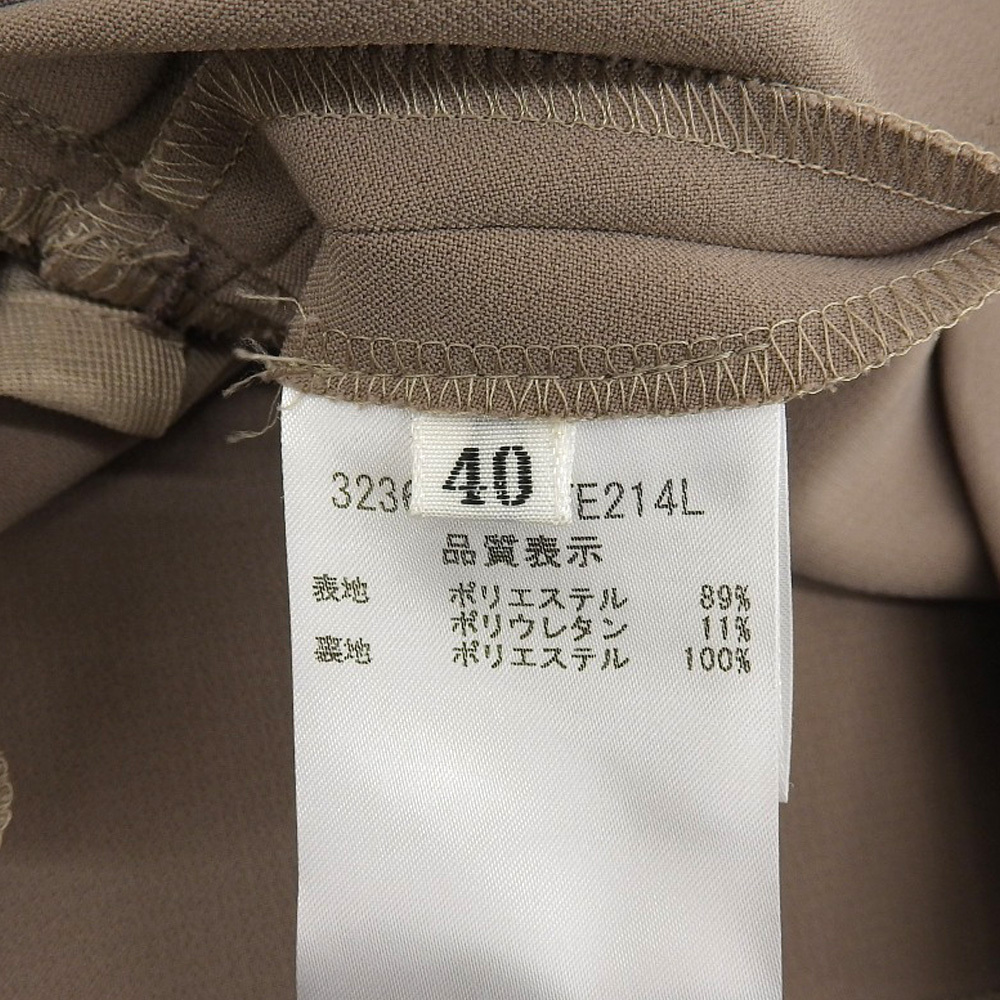 40
323 E214L
品質表示
表地 ポリエステル 89%
ポリウレタン 11%
裏地 ポリエステル 100%